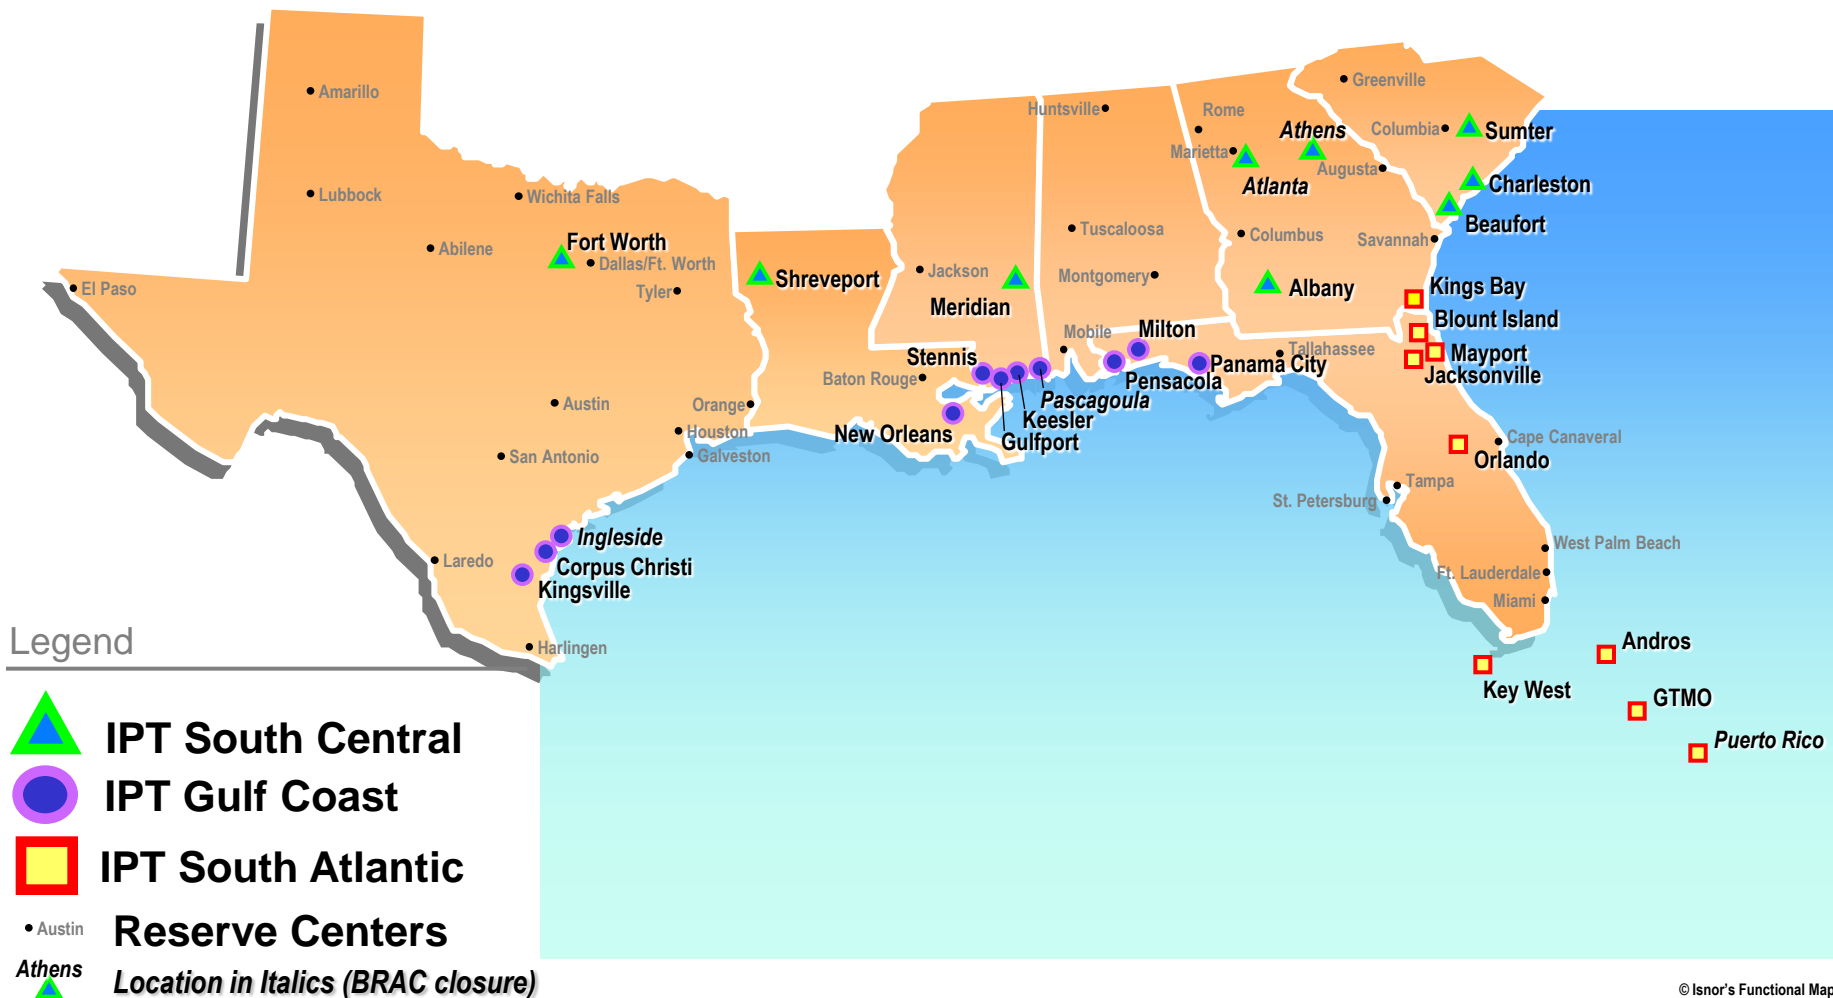 Greenville
Amarillo
Huntsville
Rome
Athens
Columbia
Sumter
Marietta
Augusta
Atlanta
Charleston
Lubbock
Wichita Falls
Beaufort
Tuscaloosa
Columbus
Savannah
Abilene
Fort Worth
Dallas/Ft. Worth
Jackson
Montgomery
Shreveport
El Paso
Tyler
Meridian
Albany
Kings Bay
Blount Island
Mobile
Milton
Tallahassee
Mayport
Stennis
Panama City
Jacksonville
Baton Rouge
Pensacola
Pascagoula
Austin
Orange
Keesler
Houston
New Orleans
Gulfport
Cape Canaveral
San Antonio
Galveston
Orlando
Tampa
St. Petersburg
Ingleside
West Palm Beach
Laredo
Corpus Christi
Ft. Lauderdale
Kingsville
Miami
Harlingen
Andros
Key West
GTMO
Puerto Rico
Legend
IPT South Central
IPT Gulf Coast
IPT South Atlantic
Austin Reserve Centers
Athens
Location in Italics (BRAC closure)
© Isnor's Functional Map